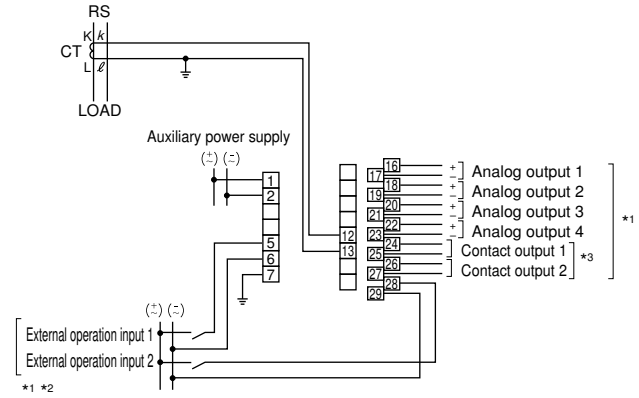 RS
K k
CT
L ℓ
LOAD
Auxiliary power supply
(±) (-)
1
2
5
6
7
12
13
16
17
18
19
20
21
22
23
24
25
26
27
28
29
+ Analog output 1
−
+ Analog output 2
−
+ Analog output 3
−
+ Analog output 4
−
Contact output 1
Contact output 2
*3
*1
(±) (-)
External operation input 1
External operation input 2
*1 *2